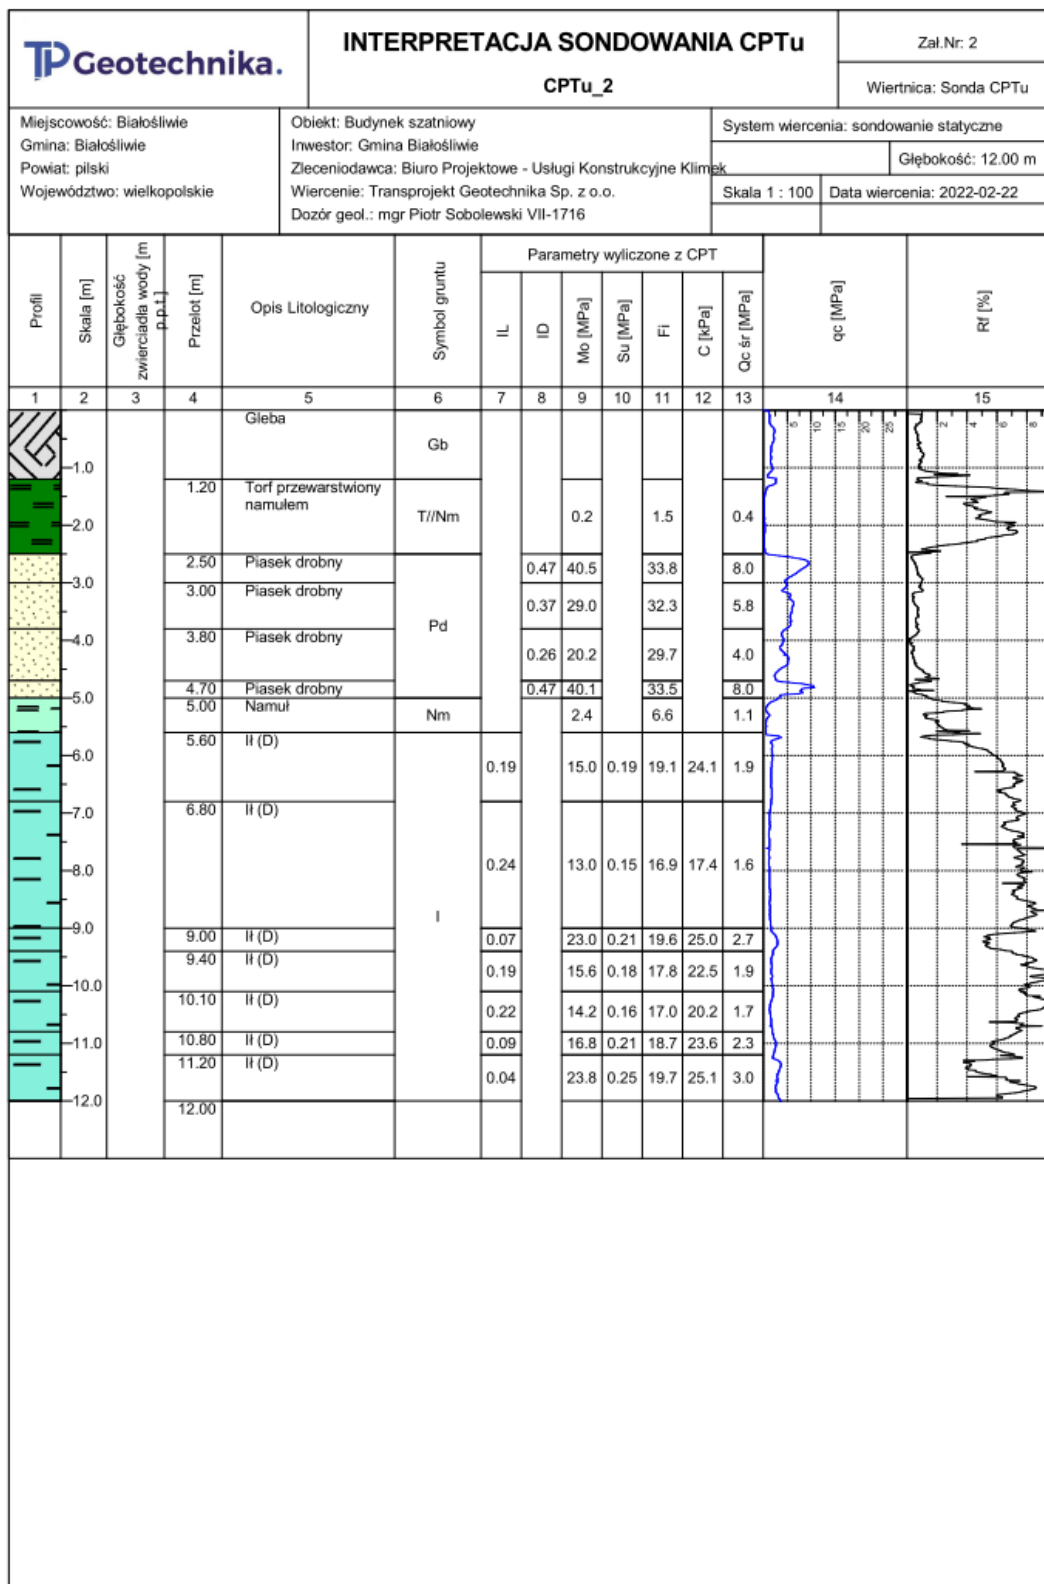 TP Geotechnika.
INTERPRETACJA SONDOWANIA CPTu
CPTu_2
Zał.Nr: 2
Wiertnica: Sonda CPTu
Miejscowość: Białośliwie
Gmina: Białośliwie
Powiat: pilski
Województwo: wielkopolskie
Obiekt: Budynek szatniowy
Inwestor: Gmina Białośliwie
Zleceniodawca: Biuro Projektowe - Usługi Konstrukcyjne Klimek
Wiercenie: Transprojekt Geotechnika Sp. z o.o.
Dozór geol.: mgr Piotr Sobolewski VII-1716
System wiercenia: sondowanie statyczne
Głębokość: 12.00 m
Skala 1 : 100 Data wiercenia: 2022-02-22
Profil
Skala [m]
Głębokość
zwierciadła wody [m
p.p.t.]
Przelot [m]
Opis Litologiczny
Symbol gruntu
Parametry wyliczone z CPT
IL
ID
Mo [MPa]
Su [MPa]
Fi
C [kPa]
Qc śr [MPa]
qc [MPa]
Rf [%]
1 2 3 4 5 6 7 8 9 10 11 12 13 14 15
5 10 15 20 25
2 4 6 8
Gleba
Gb
1.0
1.20 Torf przewarstwiony
namułem
T//Nm 0.2 1.5 0.4
2.0
2.50 Piasek drobny 0.47 40.5 33.8 8.0
3.0
3.00 Piasek drobny 0.37 29.0 32.3 5.8
Pd
3.80 Piasek drobny 0.26 20.2 29.7 4.0
4.0
4.70 Piasek drobny 0.47 40.1 33.5 8.0
5.0
5.00 Namuł
Nm 2.4 6.6 1.1
5.60 Ił (D)
6.0
0.19 15.0 0.19 19.1 24.1 1.9
6.80 Ił (D)
7.0
0.24 13.0 0.15 16.9 17.4 1.6
8.0
I
9.0
9.00 Ił (D) 0.07 23.0 0.21 19.6 25.0 2.7
9.40 Ił (D)
0.19 15.6 0.18 17.8 22.5 1.9
10.0
10.10 Ił (D)
0.22 14.2 0.16 17.0 20.2 1.7
10.80 Ił (D) 0.09 16.8 0.21 18.7 23.6 2.3
11.0
11.20 Ił (D)
0.04 23.8 0.25 19.7 25.1 3.0
12.0
12.00